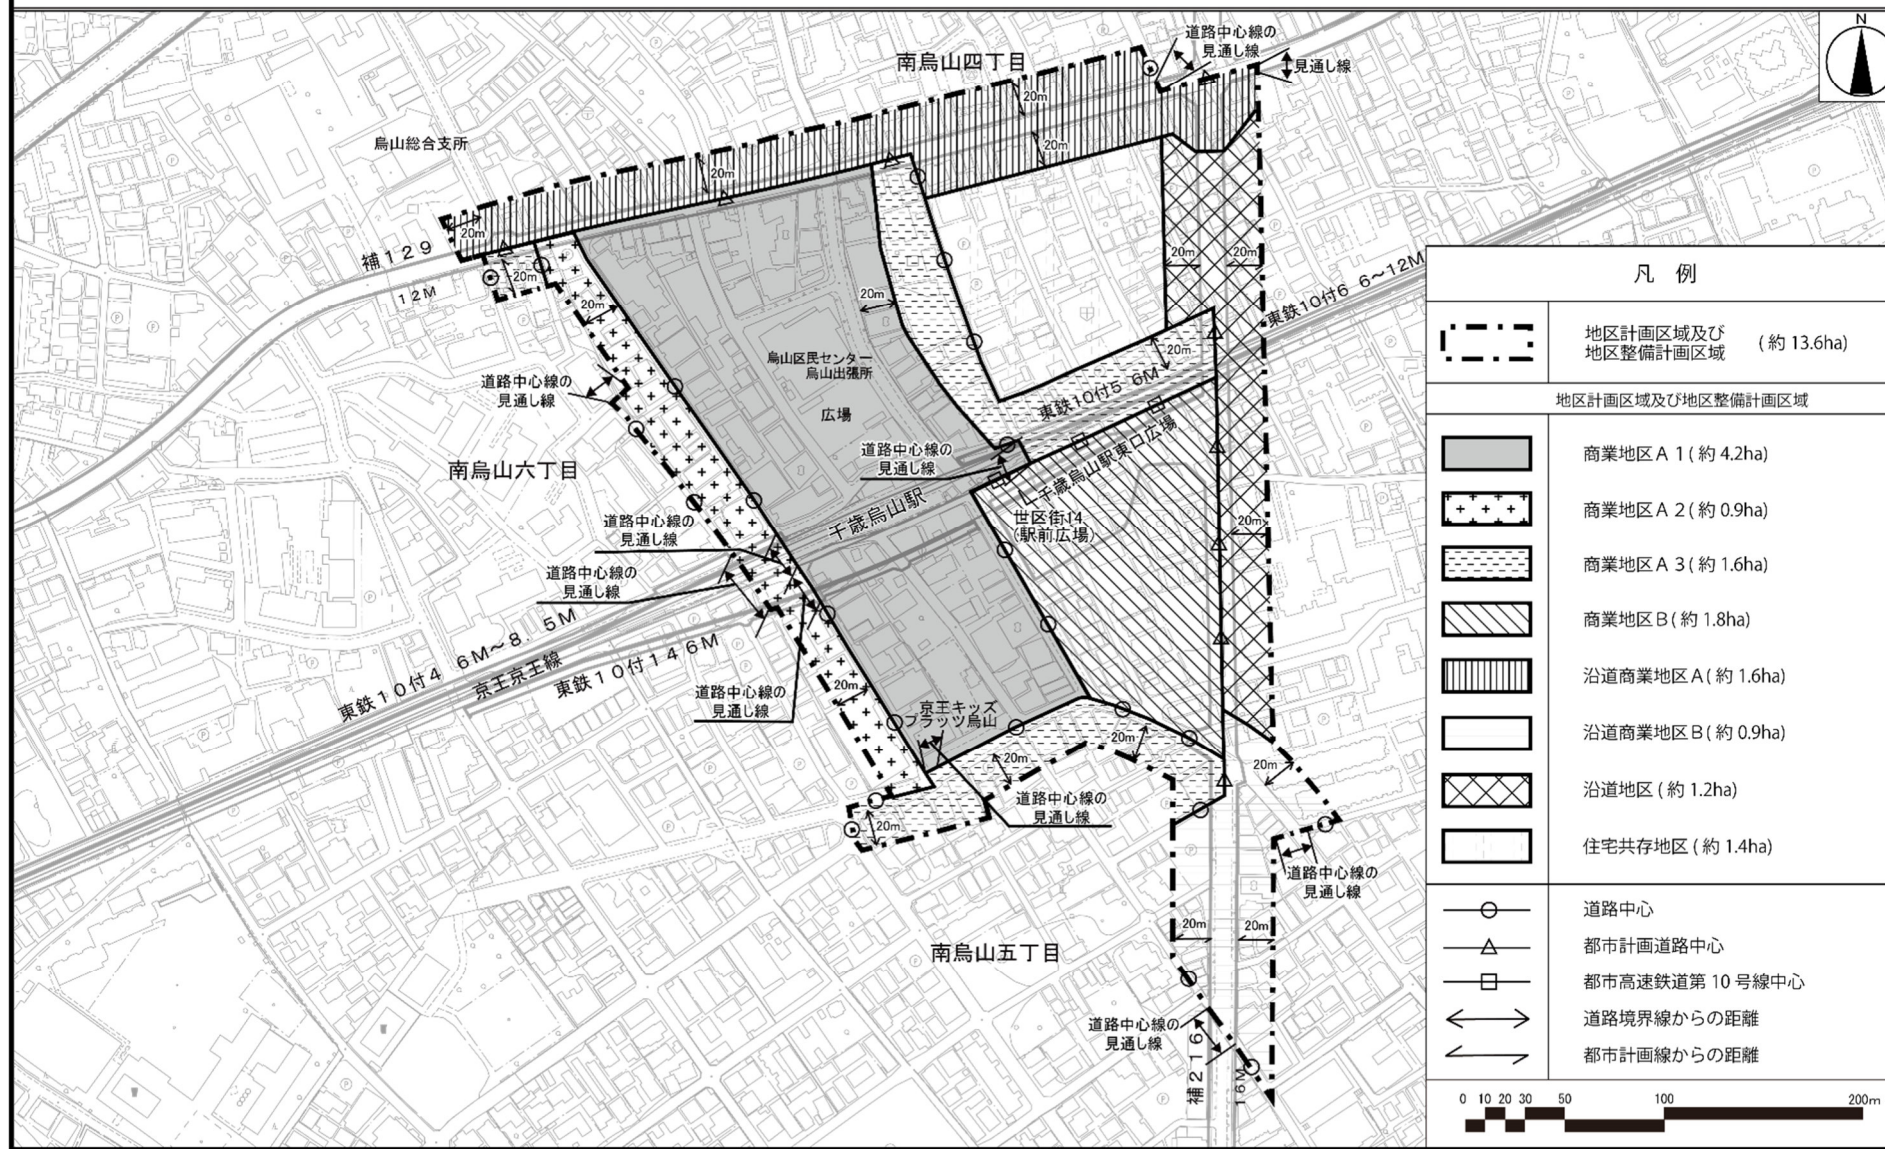 南烏山四丁目
道路中心線の
見通し線
見通し線
N
20m
20m
20m
烏山総合支所
20m
補129
12M
20m
20m
20m
20m
20m
20m
烏山区民センター
烏山出張所
広場
道路中心線の
見通し線
南烏山六丁目
東鉄10付5 6M
東鉄10付6 6～12M
道路中心線の
見通し線
千歳烏山駅
千歳烏山駅東口広場
世区街14
(駅前広場)
20m
道路中心線の
見通し線
道路中心線の
見通し線
東鉄10付4 6M～8.5M
京王京王線
東鉄10付14 6M
道路中心線の
見通し線
20m
京王キッズ
プラッツ烏山
20m
20m
20m
20m
道路中心線の
見通し線
道路中心線の
見通し線
南烏山五丁目
20m
20m
道路中心線の
見通し線
補216
16M
凡 例
地区計画区域及び
地区整備計画区域
(約 13.6ha)
地区計画区域及び地区整備計画区域
商業地区A 1(約 4.2ha)
商業地区A 2(約 0.9ha)
商業地区A 3(約 1.6ha)
商業地区B(約 1.8ha)
沿道商業地区A(約 1.6ha)
沿道商業地区B(約 0.9ha)
沿道地区(約 1.2ha)
住宅共存地区(約 1.4ha)
道路中心
都市計画道路中心
都市高速鉄道第 10 号線中心
道路境界線からの距離
都市計画線からの距離
0 10 20 30 50 100 200m